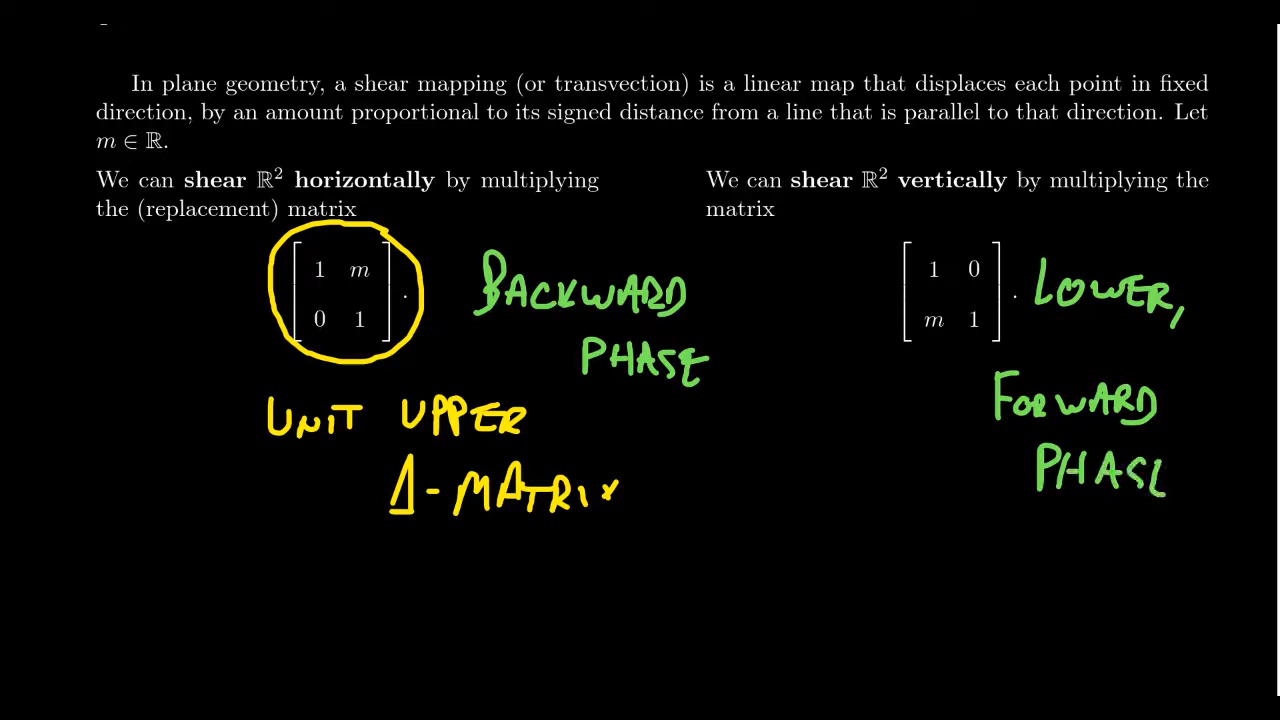 In plane geometry, a shear mapping (or transvection) is a linear map that displaces each point in fixed
direction, by an amount proportional to its signed distance from a line that is parallel to that direction. Let
m ∈ ℝ.
We can shear ℝ² horizontally by multiplying
the (replacement) matrix
[ 1 m
0 1 ] .
BACKWARD
PHASE
UNIT UPPER
Δ-MATRIX
We can shear ℝ² vertically by multiplying the
matrix
[ 1 0
m 1 ] .
LOWER,
FORWARD
PHASE